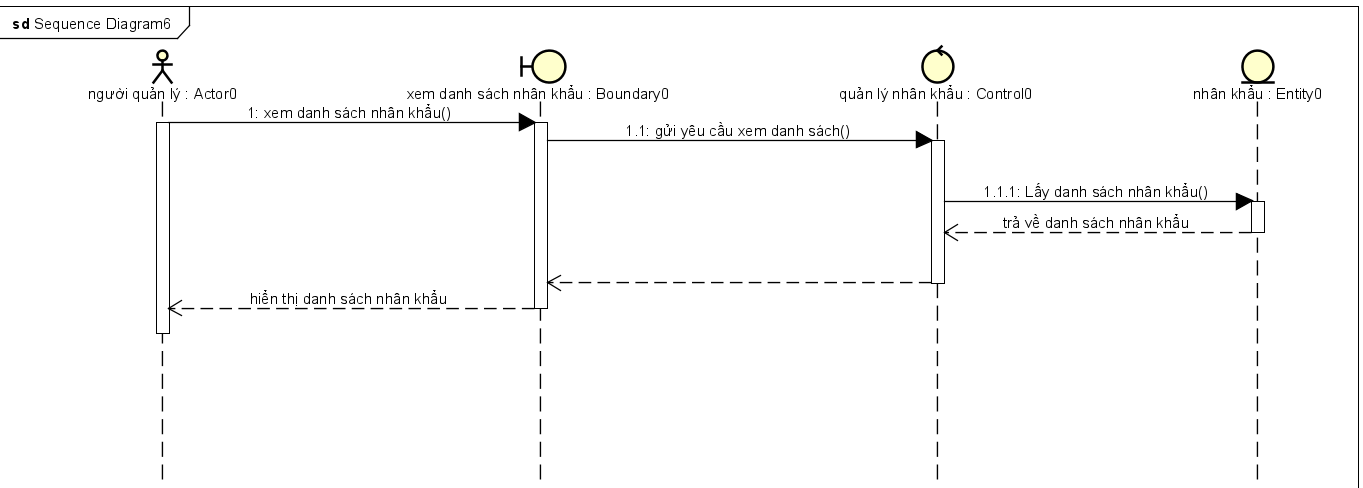 sd Sequence Diagram6
người quản lý : Actor0
xem danh sách nhân khẩu : Boundary0
quản lý nhân khẩu : Control0
nhân khẩu : Entity0
1: xem danh sách nhân khẩu()
1.1: gửi yêu cầu xem danh sách()
1.1.1: Lấy danh sách nhân khẩu()
trả về danh sách nhân khẩu
hiển thị danh sách nhân khẩu